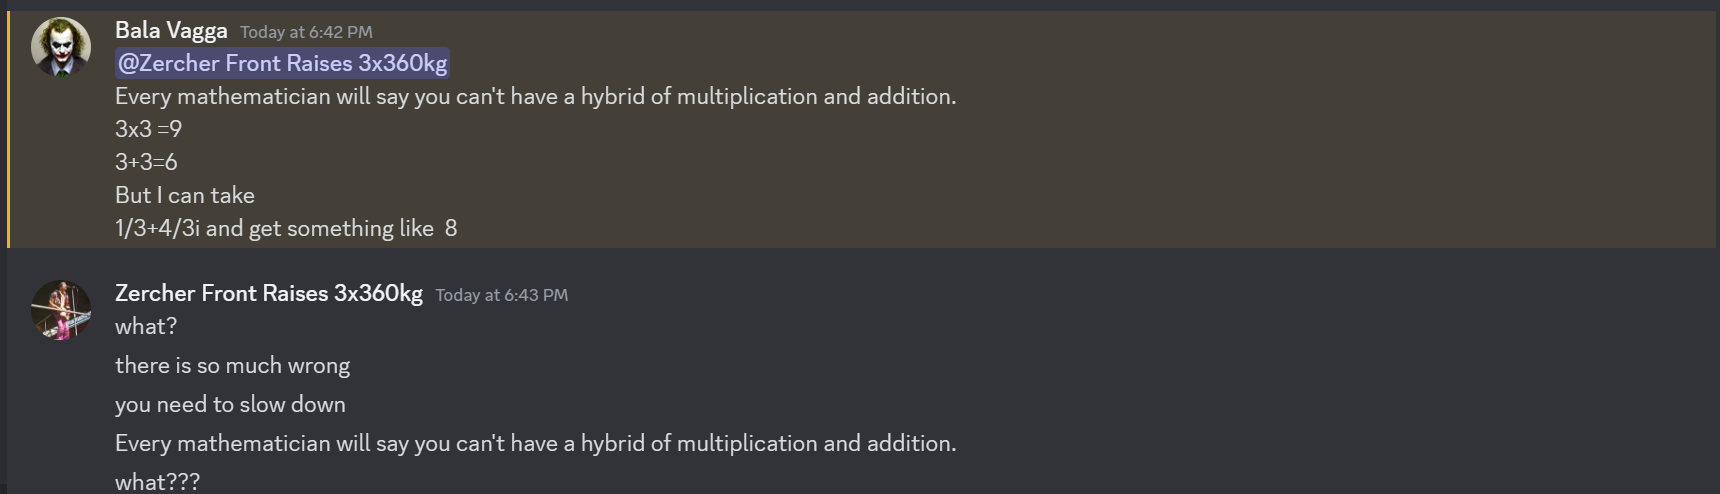 Bala Vagga Today at 6:42 PM
@Zercher Front Raises 3x360kg
Every mathematician will say you can't have a hybrid of multiplication and addition.
3x3 =9
3+3=6
But I can take
1/3+4/3i and get something like  8
Zercher Front Raises 3x360kg Today at 6:43 PM
what?
there is so much wrong
you need to slow down
Every mathematician will say you can't have a hybrid of multiplication and addition.
what???